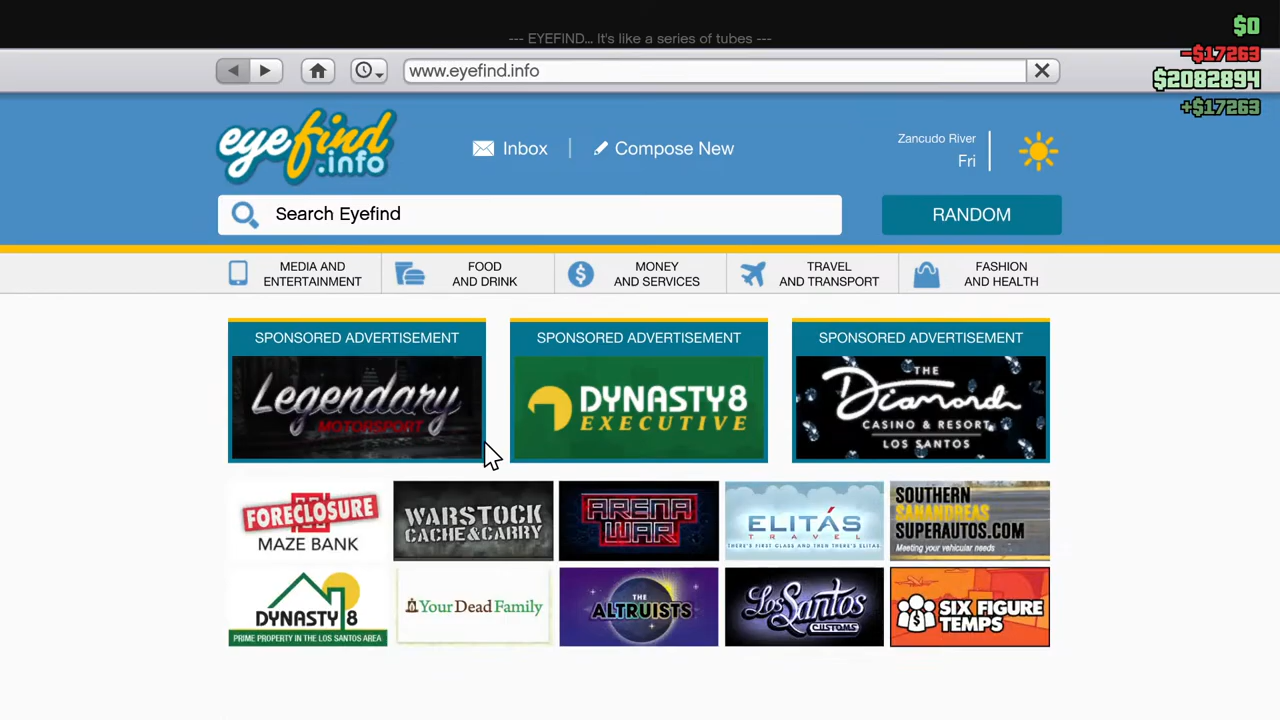 --- EYEFIND... It's like a series of tubes ---
$0
-$17263
$2082894
+$17263
www.eyefind.info
eyefind
.info
Inbox
Compose New
Zancudo River
Fri
Search Eyefind
RANDOM
MEDIA AND
ENTERTAINMENT
FOOD
AND DRINK
MONEY
AND SERVICES
TRAVEL
AND TRANSPORT
FASHION
AND HEALTH
SPONSORED ADVERTISEMENT
Legendary
MOTORSPORT
SPONSORED ADVERTISEMENT
DYNASTY8
EXECUTIVE
SPONSORED ADVERTISEMENT
THE
Diamond
CASINO & RESORT
LOS SANTOS
FORECLOSURE
MAZE BANK
WARSTOCK
CACHE&CARRY
ARENA
WAR
ELITÁS
TRAVEL
THERE'S FIRST CLASS AND THEN THERE'S ELITAS
SOUTHERN
SANANDREAS
SUPERAUTOS.COM
Meeting your vehicular needs
DYNASTY 8
PRIME PROPERTY IN THE LOS SANTOS AREA
Your Dead Family
THE
ALTRUISTS
Los Santos
CUSTOMS
SIX FIGURE
TEMPS